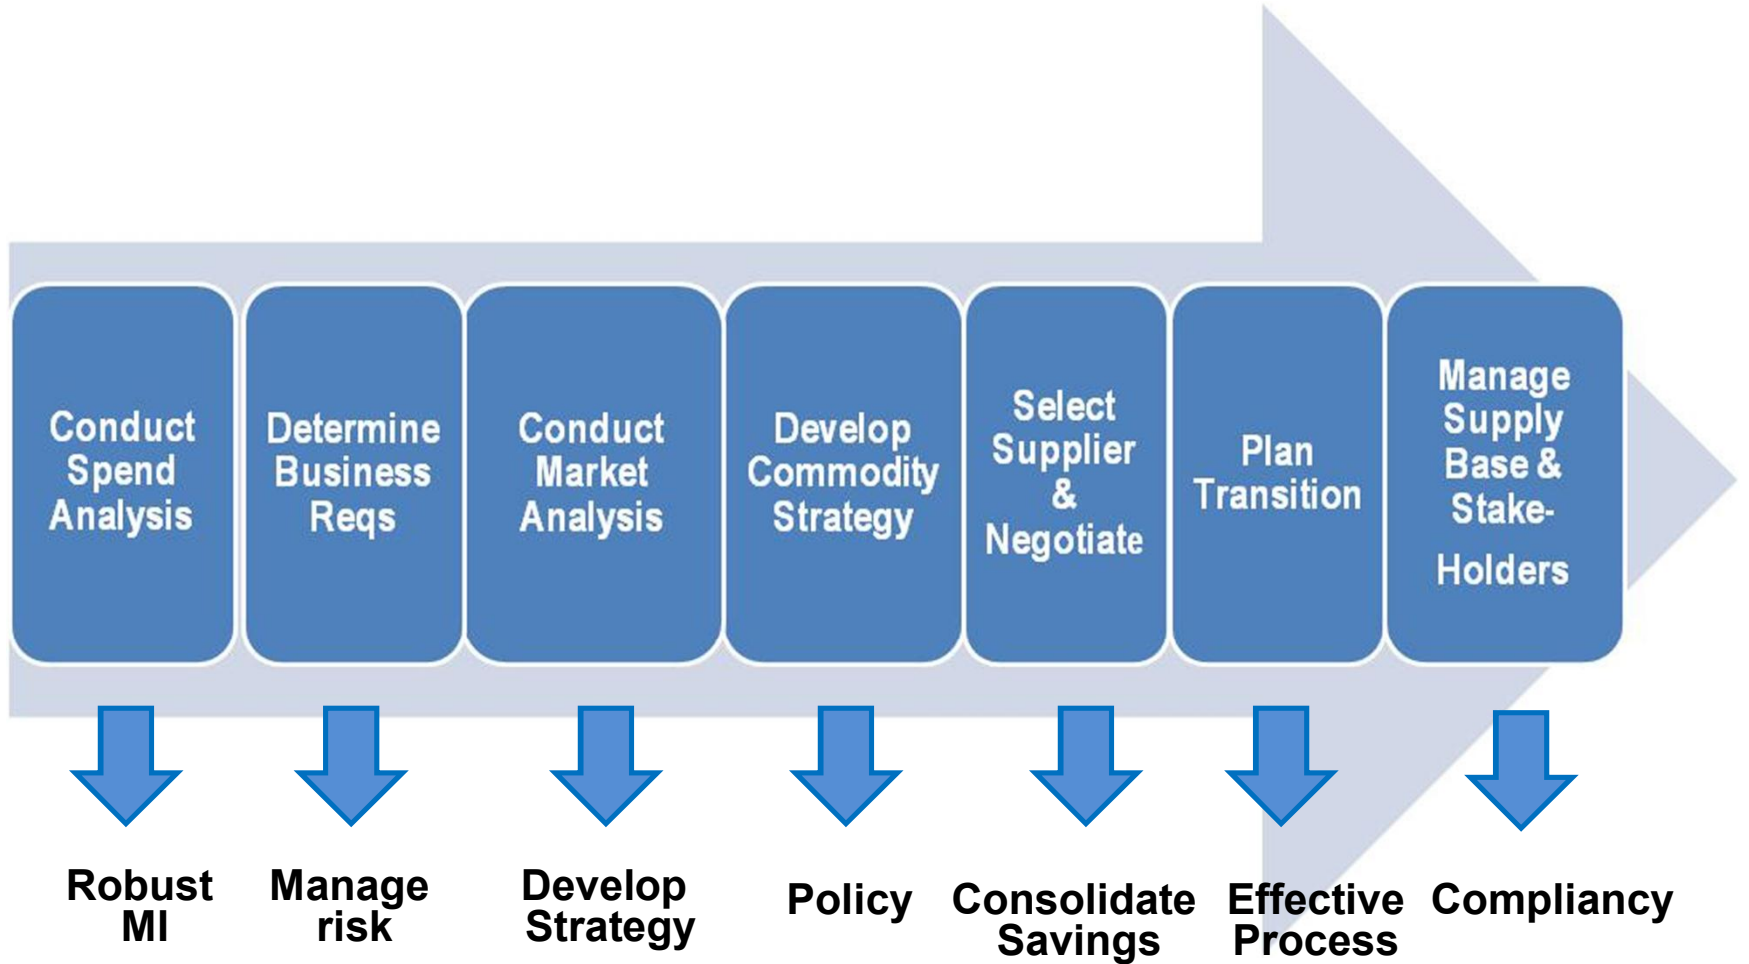 Conduct
Spend
Analysis
Determine
Business
Reqs
Conduct
Market
Analysis
Develop
Commodity
Strategy
Select
Supplier
&
Negotiate
Plan
Transition
Manage
Supply
Base &
Stake-
Holders
Robust
MI
Manage
risk
Develop
Strategy
Policy
Consolidate
Savings
Effective
Process
Compliancy